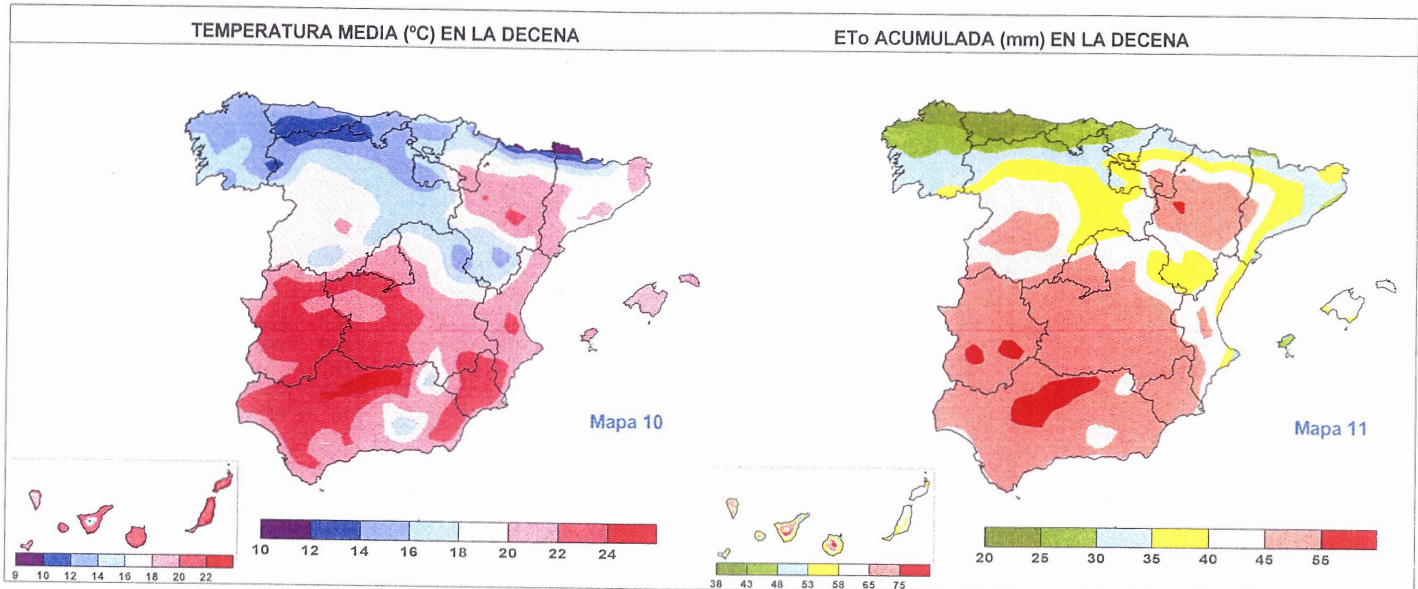 TEMPERATURA MEDIA (ºC) EN LA DECENA
ETo ACUMULADA (mm) EN LA DECENA
Mapa 10
Mapa 11
10 12 14 16 18 20 22 24
9 10 12 14 16 18 20 22
20 25 30 35 40 45 55
38 43 48 53 58 65 75